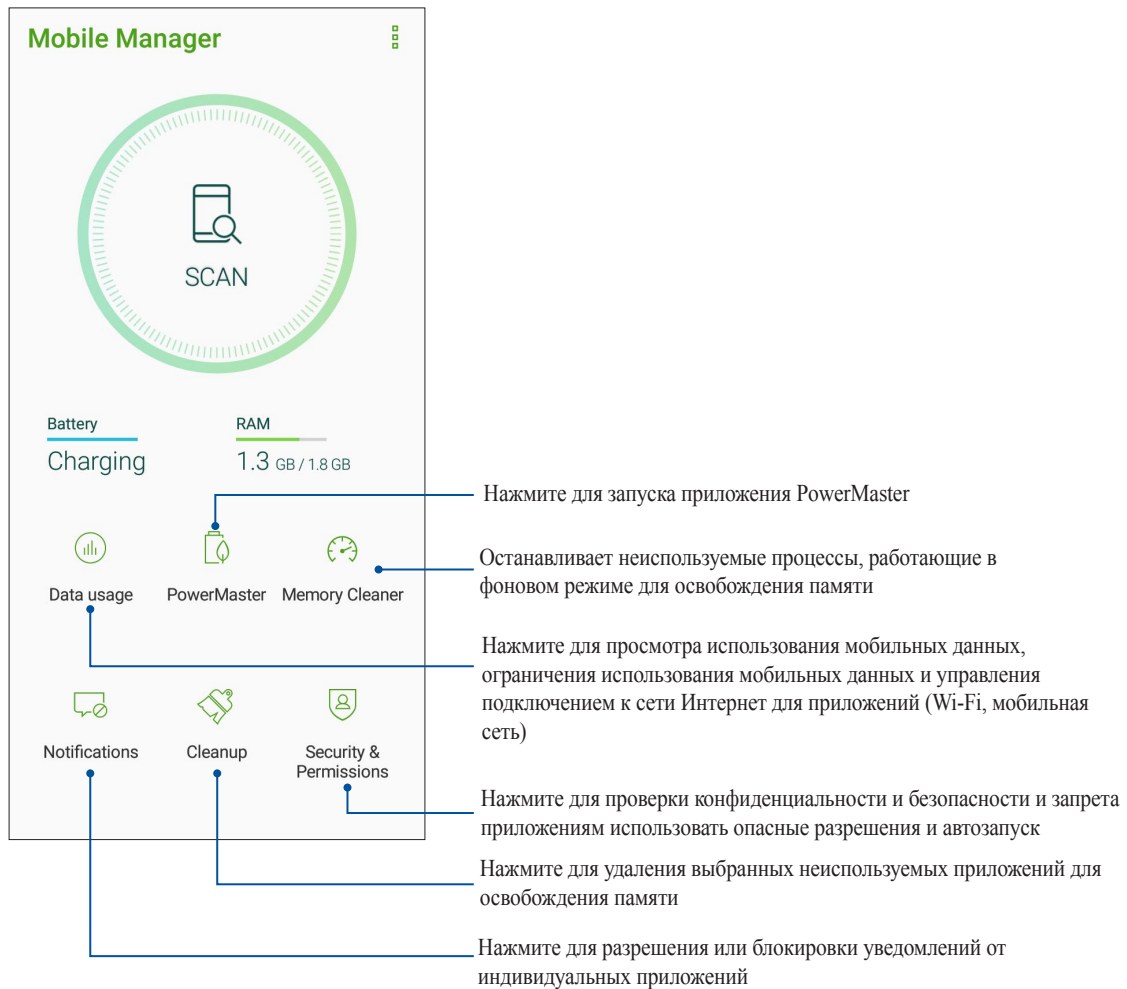 Mobile Manager
SCAN
Battery
Charging
RAM
1.3 GB / 1.8 GB
Data usage
PowerMaster
Memory Cleaner
Notifications
Cleanup
Security &
Permissions
Нажмите для запуска приложения PowerMaster
Останавливает неиспользуемые процессы, работающие в
фоновом режиме для освобождения памяти
Нажмите для просмотра использования мобильных данных,
ограничения использования мобильных данных и управления
подключением к сети Интернет для приложений (Wi-Fi, мобильная
сеть)
Нажмите для проверки конфиденциальности и безопасности и запрета
приложениям использовать опасные разрешения и автозапуск
Нажмите для удаления выбранных неиспользуемых приложений для
освобождения памяти
Нажмите для разрешения или блокировки уведомлений от
индивидуальных приложений